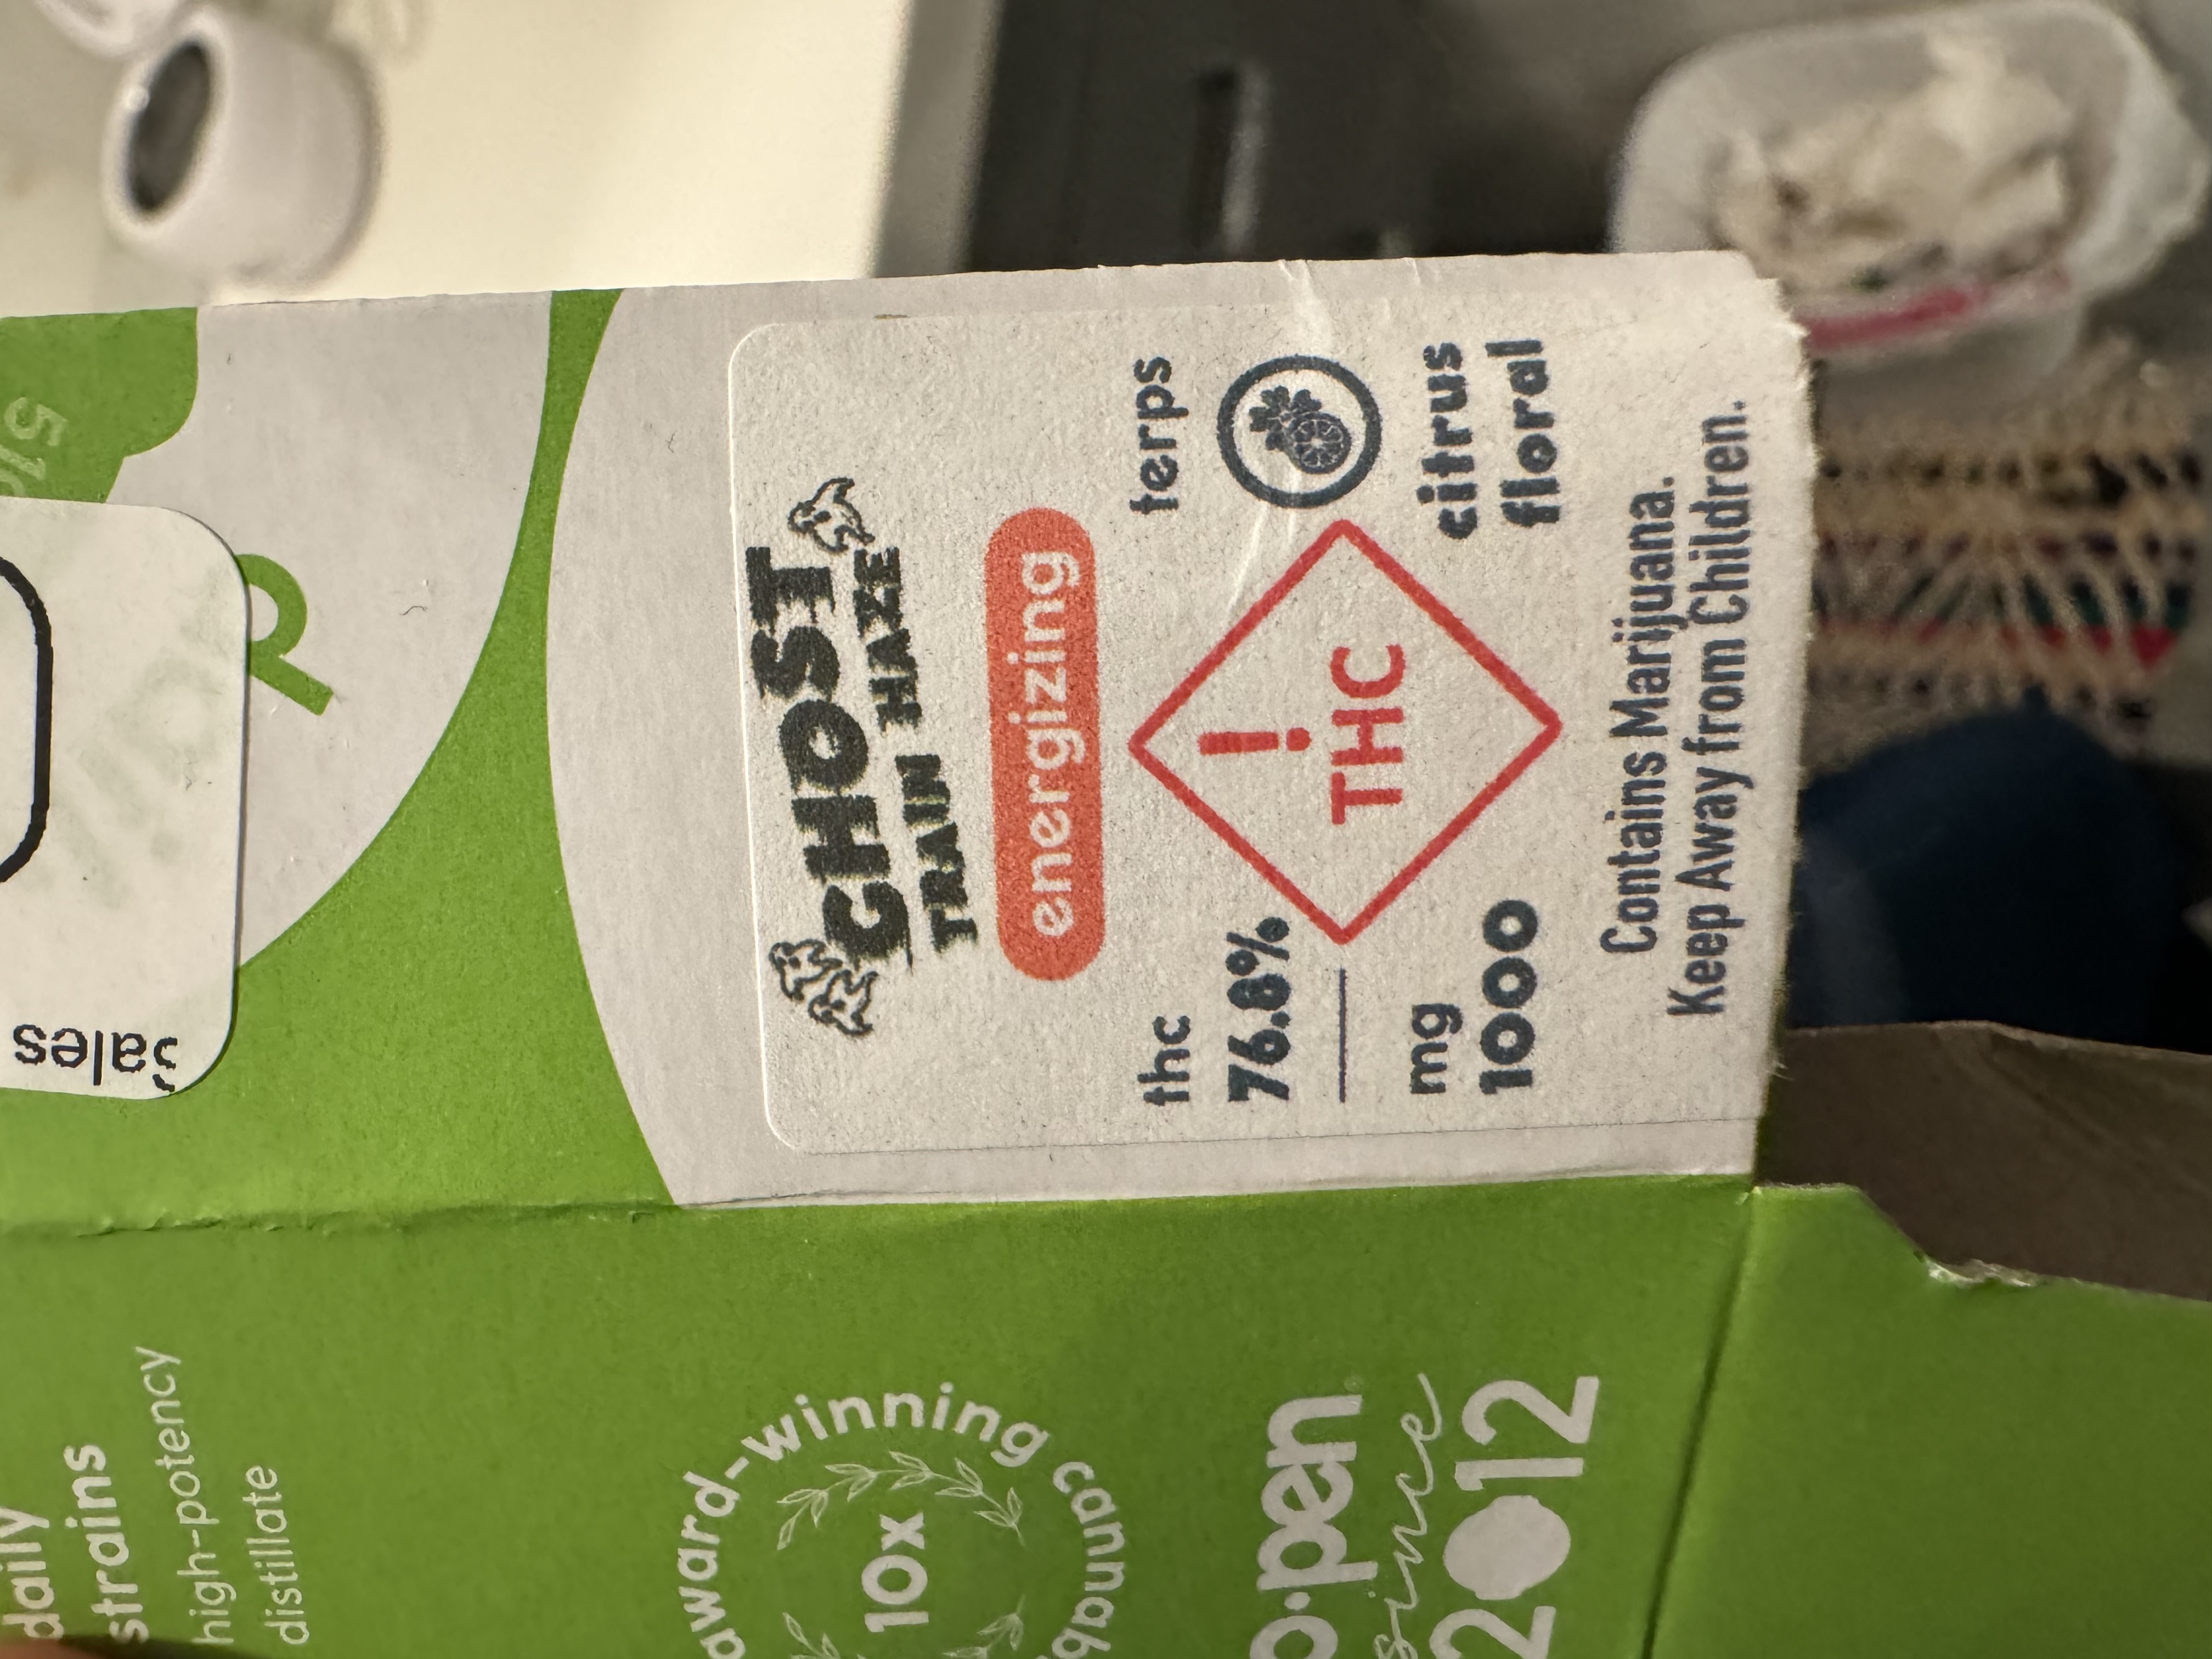 daily
strains
high-potency
distillate
award-winning
10x
o·pen
since
2012
Sales
510
GHOST
TRAIN HAZE
energizing
thc
76.8%
mg
1000
!
THC
terps
citrus
floral
Contains Marijuana.
Keep Away from Children.